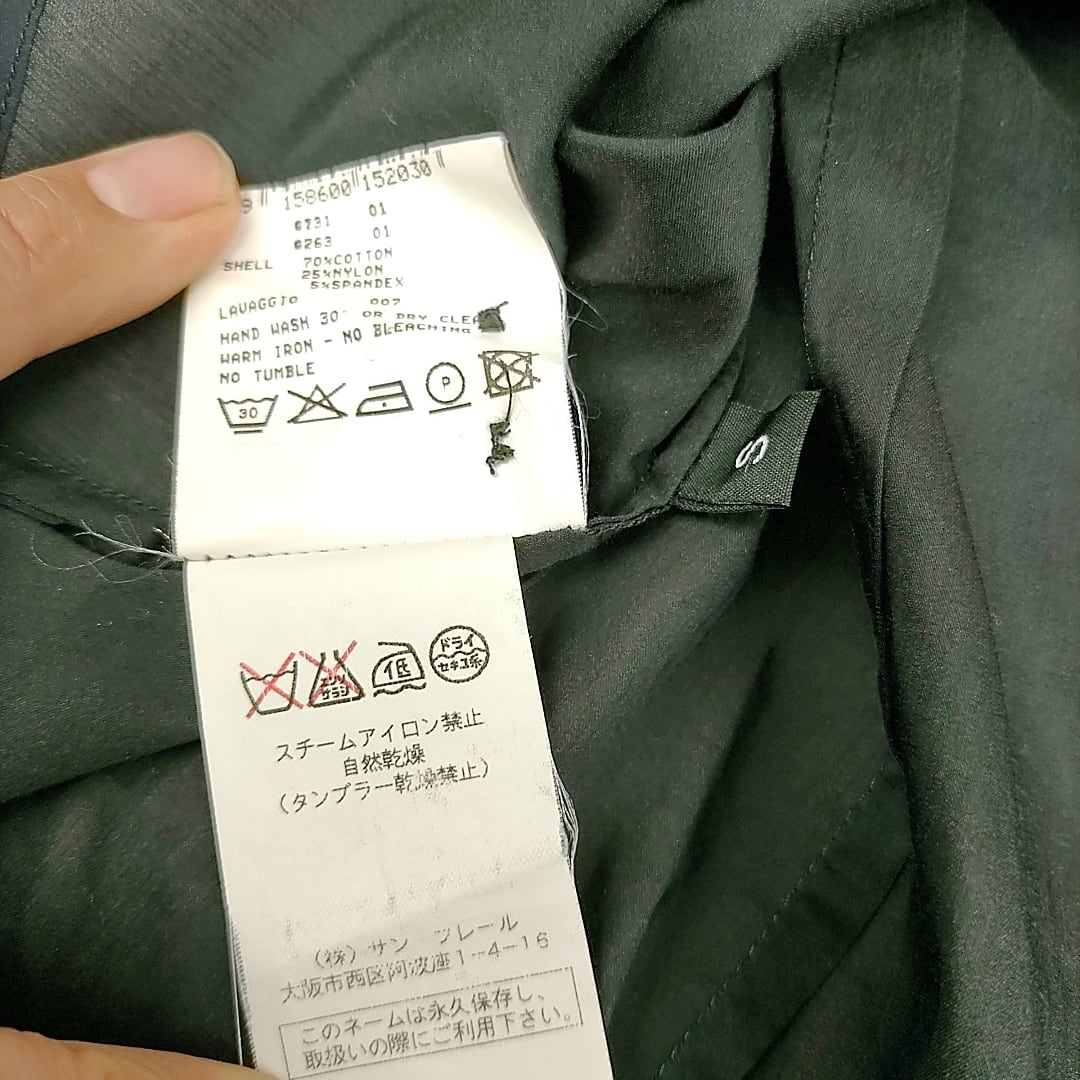 158600 152030
6731 01
6263 01
SHELL 70%COTTON
25%NYLON
5%SPANDEX
LAVAGGIO 007
HAND WASH 30° OR DRY CLEA
WARM IRON - NO BLEACHING
NO TUMBLE
30
P
S
エンソ
サラシ
低
ドライ
セキユ系
スチームアイロン禁止
自然乾燥
(タンブラー乾燥禁止)
(株)サン フレール
大阪市西区阿波座1-4-16
このネームは永久保存し、
取扱いの際にご利用下さい。